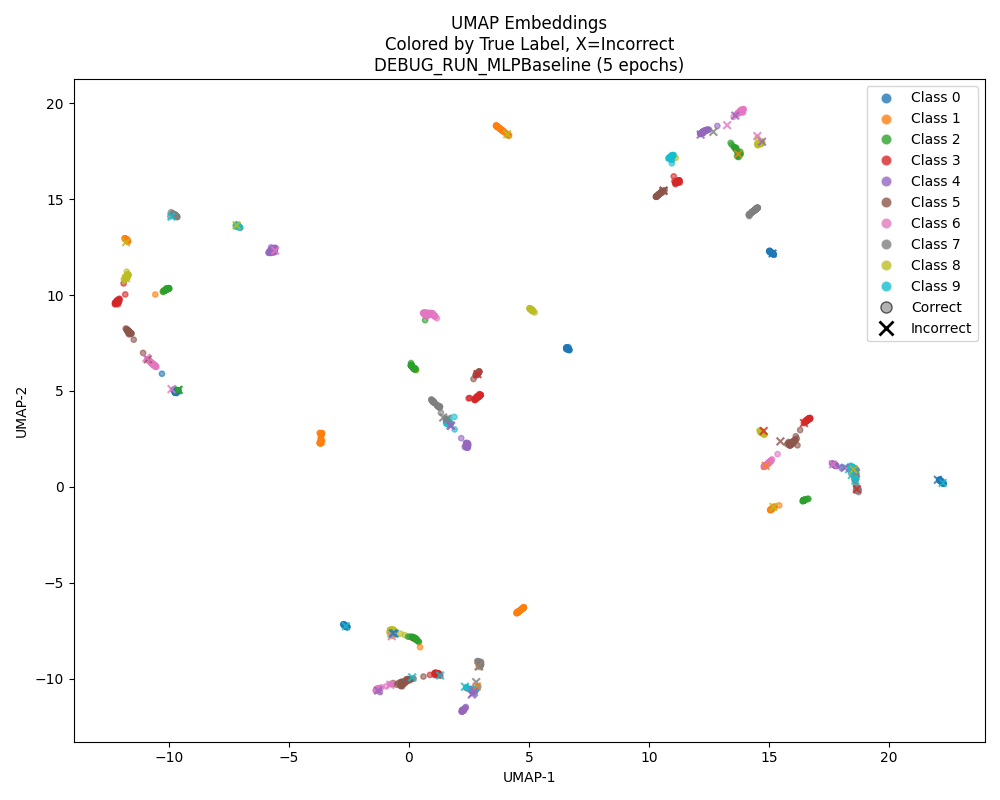 UMAP Embeddings
Colored by True Label, X=Incorrect
DEBUG_RUN_MLPBaseline (5 epochs)
Class 0
Class 1
Class 2
Class 3
Class 4
Class 5
Class 6
Class 7
Class 8
Class 9
Correct
Incorrect
20
15
10
5
0
−5
−10
UMAP-2
−10
−5
0
5
10
15
20
UMAP-1